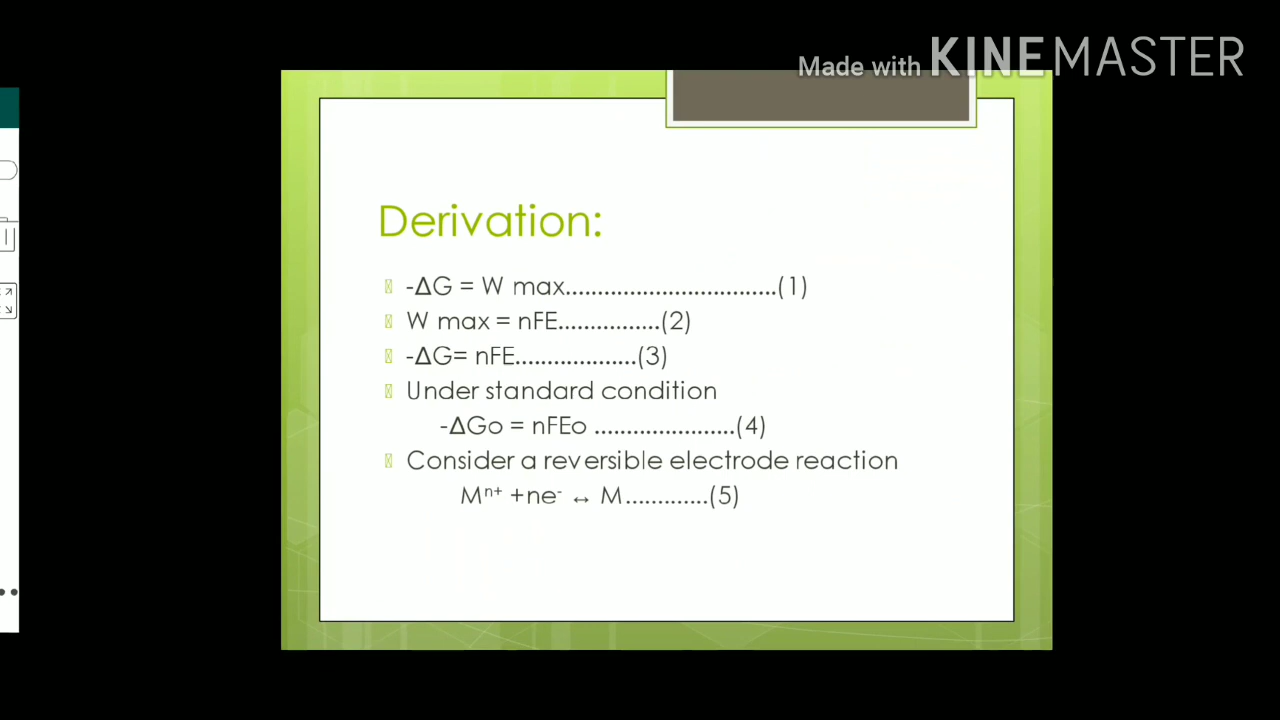 Made with KINEMASTER
Derivation:
-ΔG = W max.................................(1)
W max = nFE................(2)
-ΔG= nFE...................(3)
Under standard condition
-ΔGo = nFEo ......................(4)
Consider a reversible electrode reaction
Mⁿ⁺ +ne⁻ ↔ M.............(5)